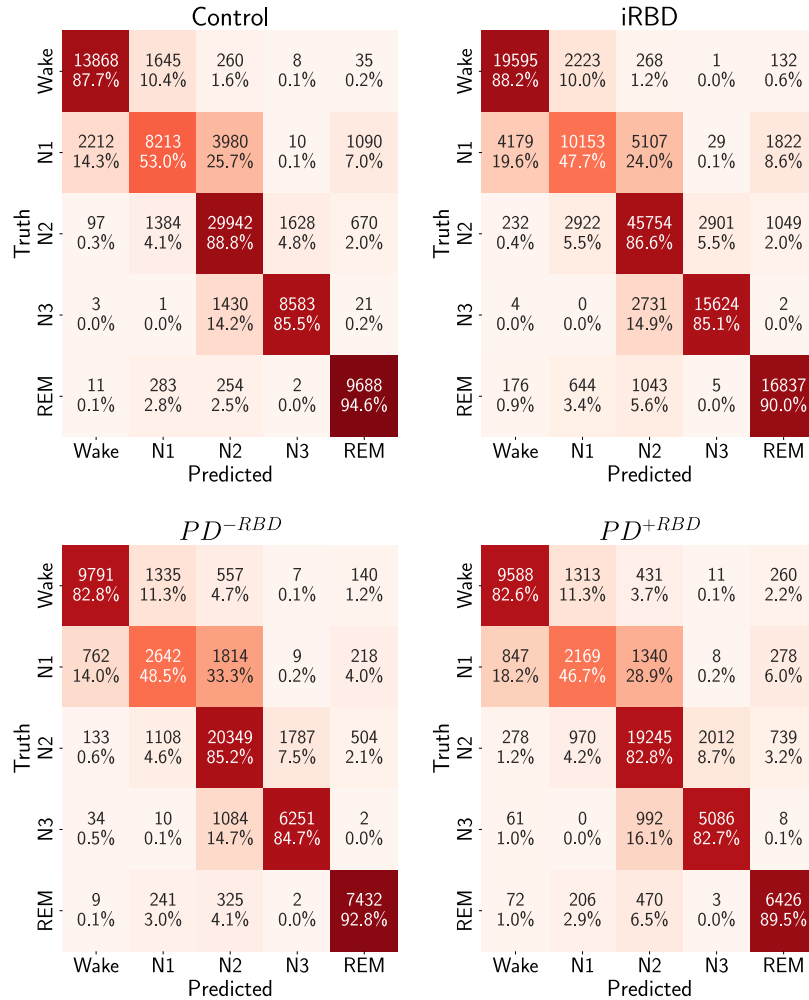 Control
Wake
13868 1645 260 8 35
87.7% 10.4% 1.6% 0.1% 0.2%
N1
2212 8213 3980 10 1090
14.3% 53.0% 25.7% 0.1% 7.0%
Truth
N2
97 1384 29942 1628 670
0.3% 4.1% 88.8% 4.8% 2.0%
N3
3 1 1430 8583 21
0.0% 0.0% 14.2% 85.5% 0.2%
REM
11 283 254 2 9688
0.1% 2.8% 2.5% 0.0% 94.6%
Wake N1 N2 N3 REM
Predicted
iRBD
Wake
19595 2223 268 1 132
88.2% 10.0% 1.2% 0.0% 0.6%
N1
4179 10153 5107 29 1822
19.6% 47.7% 24.0% 0.1% 8.6%
Truth
N2
232 2922 45754 2901 1049
0.4% 5.5% 86.6% 5.5% 2.0%
N3
4 0 2731 15624 2
0.0% 0.0% 14.9% 85.1% 0.0%
REM
176 644 1043 5 16837
0.9% 3.4% 5.6% 0.0% 90.0%
Wake N1 N2 N3 REM
Predicted
PD−RBD
Wake
9791 1335 557 7 140
82.8% 11.3% 4.7% 0.1% 1.2%
N1
762 2642 1814 9 218
14.0% 48.5% 33.3% 0.2% 4.0%
Truth
N2
133 1108 20349 1787 504
0.6% 4.6% 85.2% 7.5% 2.1%
N3
34 10 1084 6251 2
0.5% 0.1% 14.7% 84.7% 0.0%
REM
9 241 325 2 7432
0.1% 3.0% 4.1% 0.0% 92.8%
Wake N1 N2 N3 REM
Predicted
PD+RBD
Wake
9588 1313 431 11 260
82.6% 11.3% 3.7% 0.1% 2.2%
N1
847 2169 1340 8 278
18.2% 46.7% 28.9% 0.2% 6.0%
Truth
N2
278 970 19245 2012 739
1.2% 4.2% 82.8% 8.7% 3.2%
N3
61 0 992 5086 8
1.0% 0.0% 16.1% 82.7% 0.1%
REM
72 206 470 3 6426
1.0% 2.9% 6.5% 0.0% 89.5%
Wake N1 N2 N3 REM
Predicted